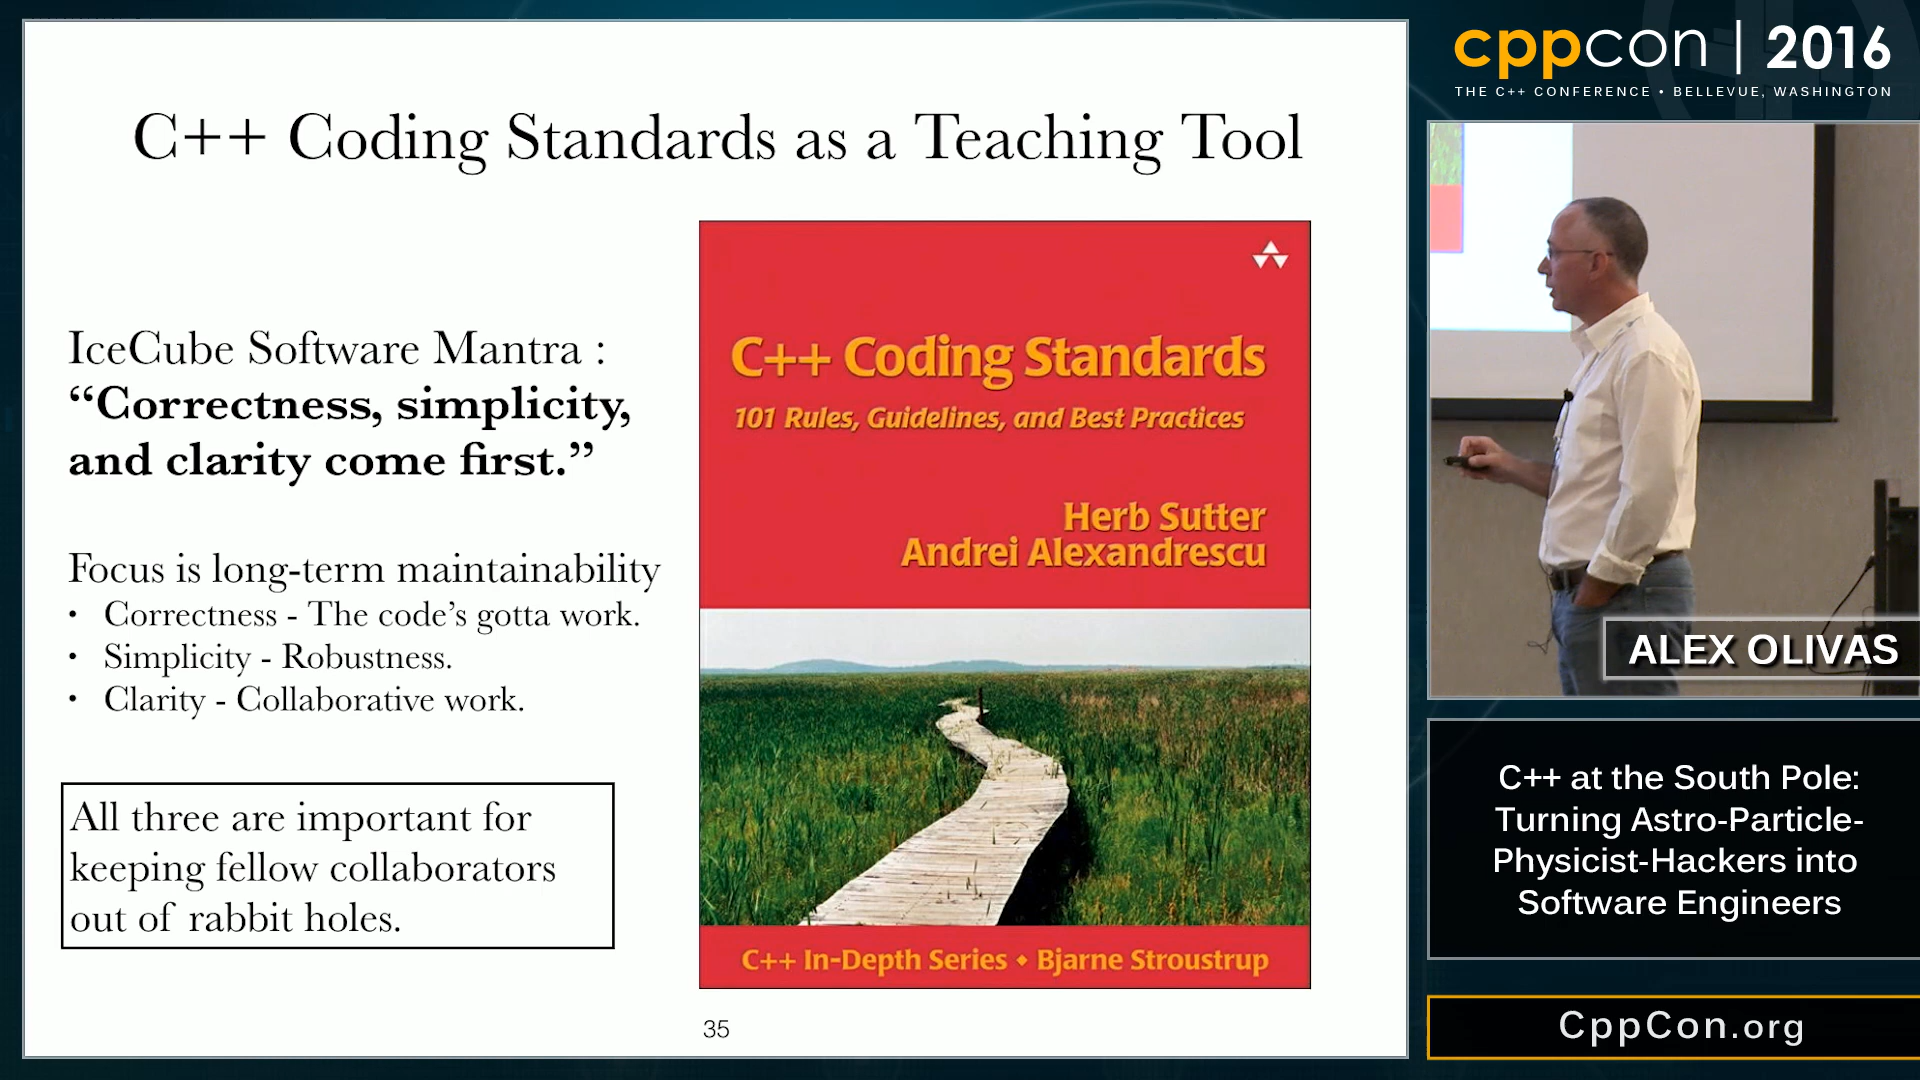 C++ Coding Standards as a Teaching Tool
IceCube Software Mantra :
“Correctness, simplicity,
and clarity come first.”
Focus is long-term maintainability
• Correctness - The code’s gotta work.
• Simplicity - Robustness.
• Clarity - Collaborative work.
All three are important for
keeping fellow collaborators
out of rabbit holes.
C++ Coding Standards
101 Rules, Guidelines, and Best Practices
Herb Sutter
Andrei Alexandrescu
C++ In-Depth Series ◆ Bjarne Stroustrup
35
cppcon | 2016
THE C++ CONFERENCE • BELLEVUE, WASHINGTON
ALEX OLIVAS
C++ at the South Pole:
Turning Astro-Particle-
Physicist-Hackers into
Software Engineers
CppCon.org